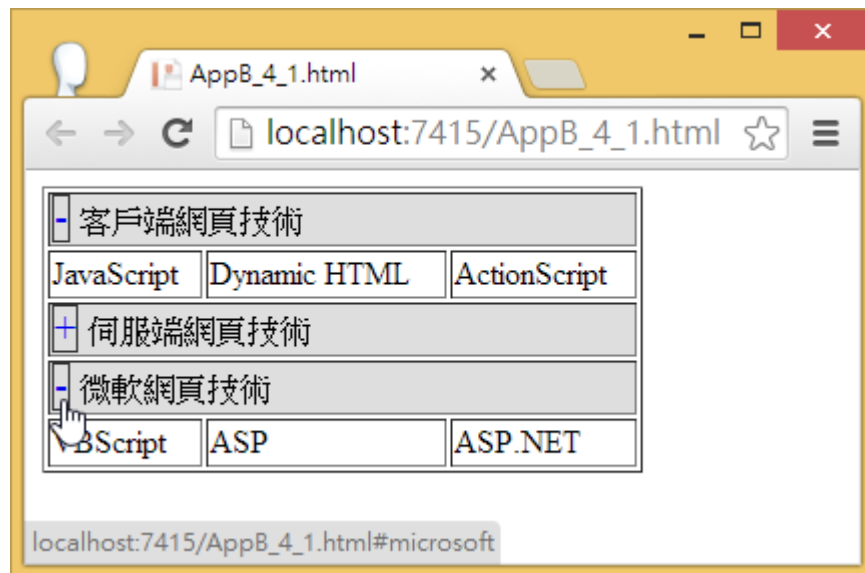 AppB_4_1.html
localhost:7415/AppB_4_1.html
- 客戶端網頁技術
JavaScript Dynamic HTML ActionScript
+ 伺服端網頁技術
- 微軟網頁技術
VBScript ASP ASP.NET
localhost:7415/AppB_4_1.html#microsoft